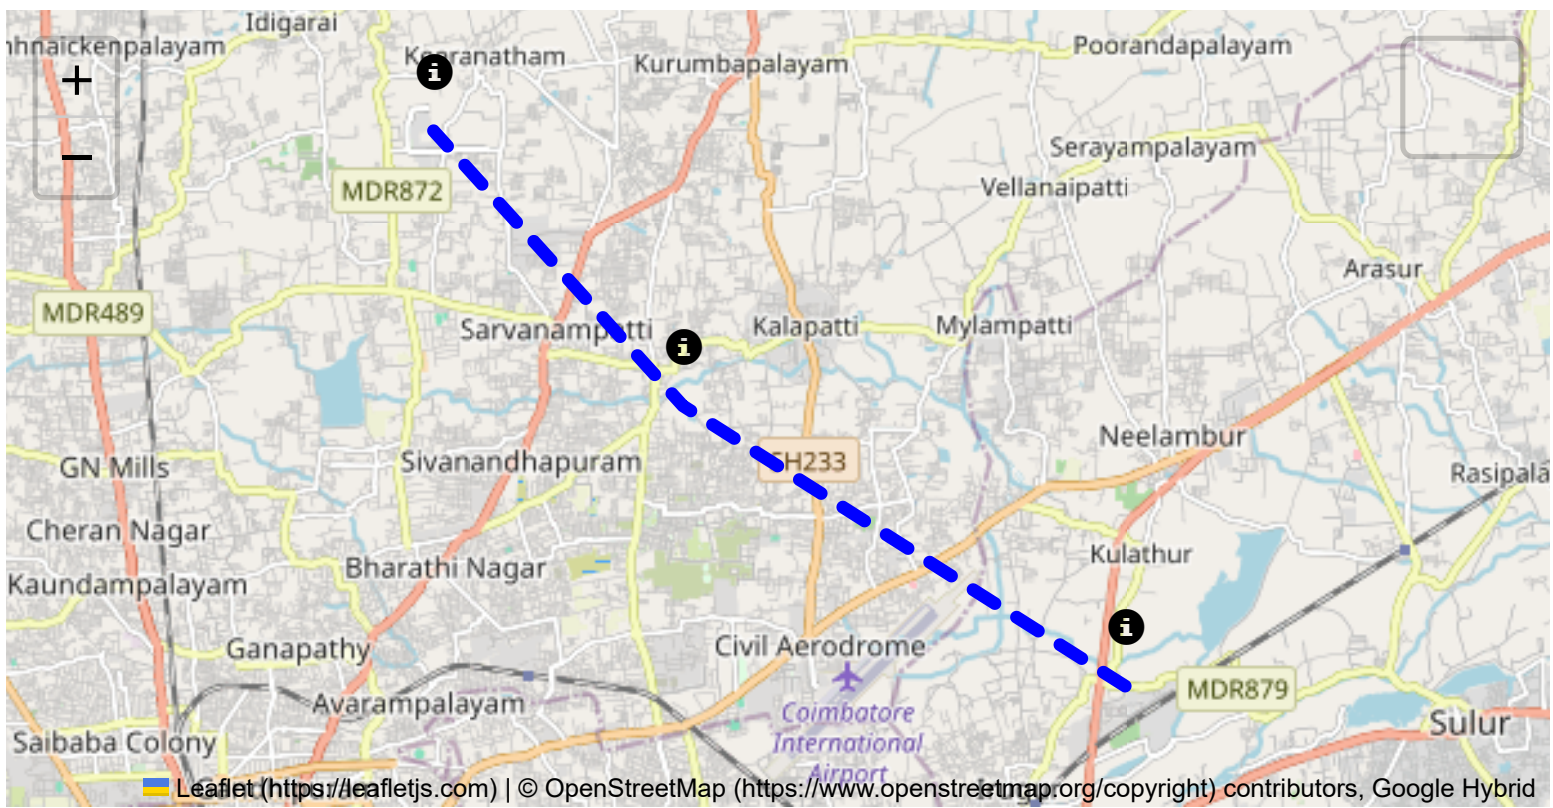 Idigarai
hhnaickenpalayam
Poorandapalayam
Kurumbapalayam
+
−
Serayampalayam
Vellanaipatti
MDR872
Arasur
MDR489
Sarvanampatti
Kalapatti
Mylampatti
Neelambur
GN Mills
Sivanandhapuram
SH233
Rasipala
Cheran Nagar
Kulathur
Bharathi Nagar
Kaundampalayam
Ganapathy
Civil Aerodrome
MDR879
Avarampalayam
Coimbatore
International
Airport
Sulur
Saibaba Colony
Leaflet (https://leafletjs.com) | © OpenStreetMap (https://www.openstreetmap.org/copyright) contributors, Google Hybrid